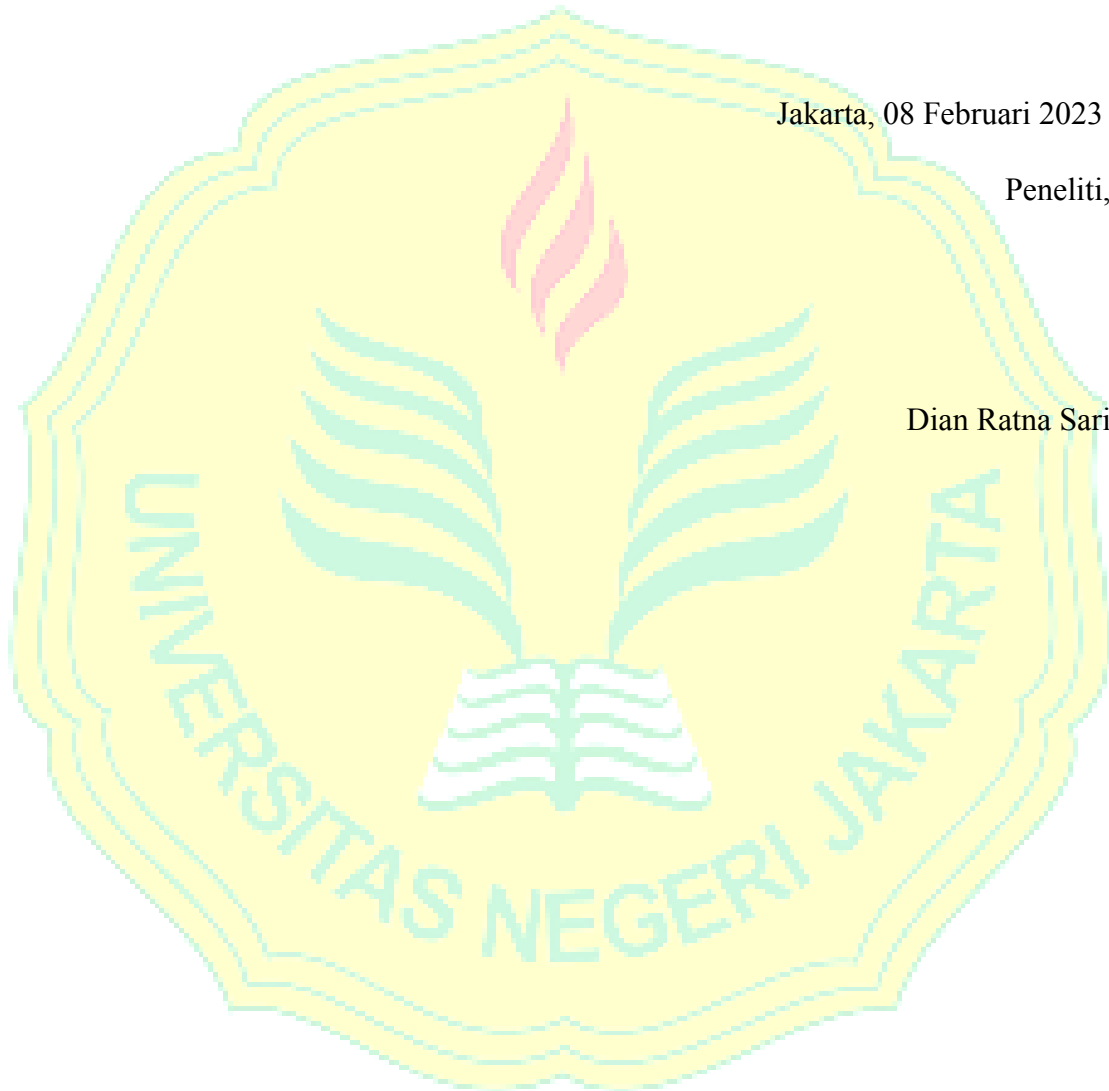 Jakarta, 08 Februari 2023
Peneliti,
Dian Ratna Sari
UNIVERSITAS NEGERI JAKARTA